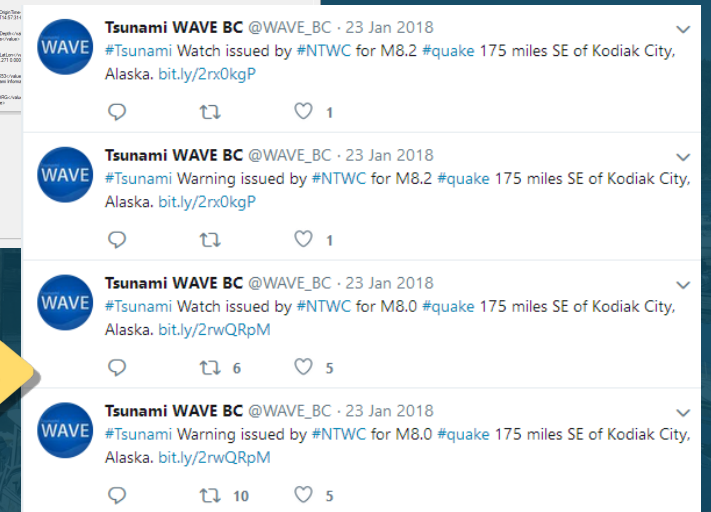 Tsunami WAVE BC @WAVE_BC · 23 Jan 2018
#Tsunami Watch issued by #NTWC for M8.2 #quake 175 miles SE of Kodiak City,
Alaska. bit.ly/2rx0kgP
1
WAVE
Tsunami WAVE BC @WAVE_BC · 23 Jan 2018
#Tsunami Warning issued by #NTWC for M8.2 #quake 175 miles SE of Kodiak City,
Alaska. bit.ly/2rx0kgP
1
WAVE
Tsunami WAVE BC @WAVE_BC · 23 Jan 2018
#Tsunami Watch issued by #NTWC for M8.0 #quake 175 miles SE of Kodiak City,
Alaska. bit.ly/2rwQRpM
6 5
WAVE
Tsunami WAVE BC @WAVE_BC · 23 Jan 2018
#Tsunami Warning issued by #NTWC for M8.0 #quake 175 miles SE of Kodiak City,
Alaska. bit.ly/2rwQRpM
10 5
WAVE